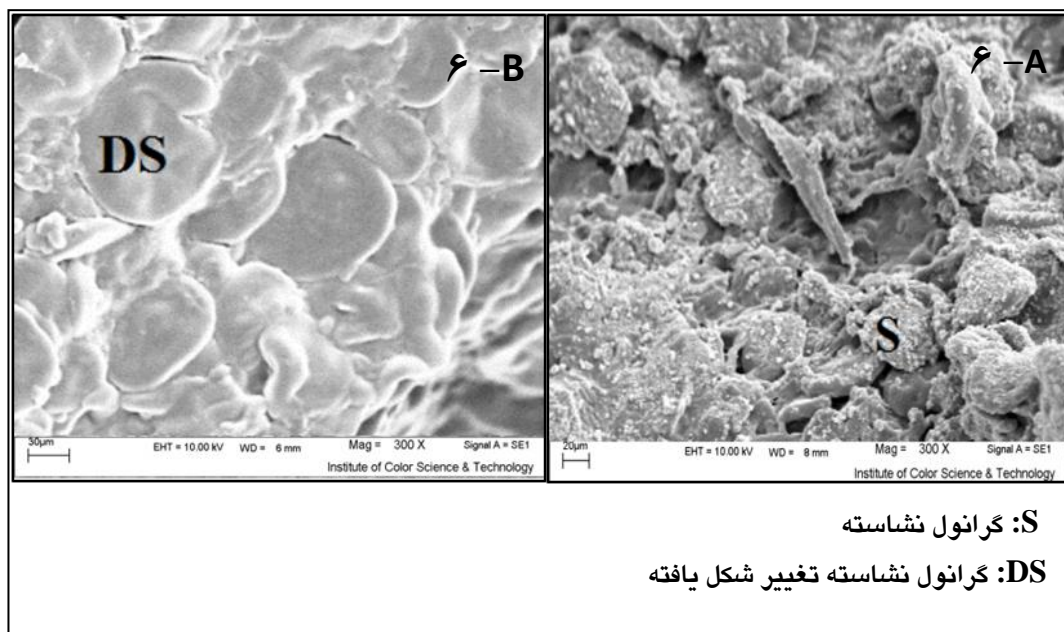 ۶ – B
DS
30µm
EHT = 10.00 kV WD = 6 mm Mag = 300 X Signal A = SE1
Institute of Color Science & Technology
۶ – A
S
20µm
EHT = 10.00 kV WD = 8 mm Mag = 300 X Signal A = SE1
Institute of Color Science & Technology
S: گرانول نشاسته
DS: گرانول نشاسته تغییر شکل یافته